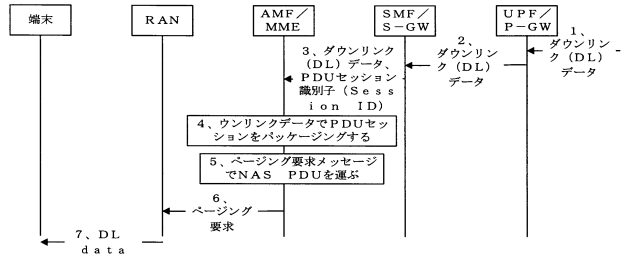 端末
RAN
AMF/
MME
SMF/
S-GW
UPF/
P-GW
1、
ダウンリン
ク(DL)
データ
2、
ダウンリン
ク(DL)
データ
3、ダウンリンク
(DL)データ、
PDUセッション
識別子(Sess
ion ID)
4、ウンリンクデータでPDUセッ
ションをパッケージングする
5、ページング要求メッセージ
でNAS PDUを運ぶ
6、
ページング
要求
7、DL
data